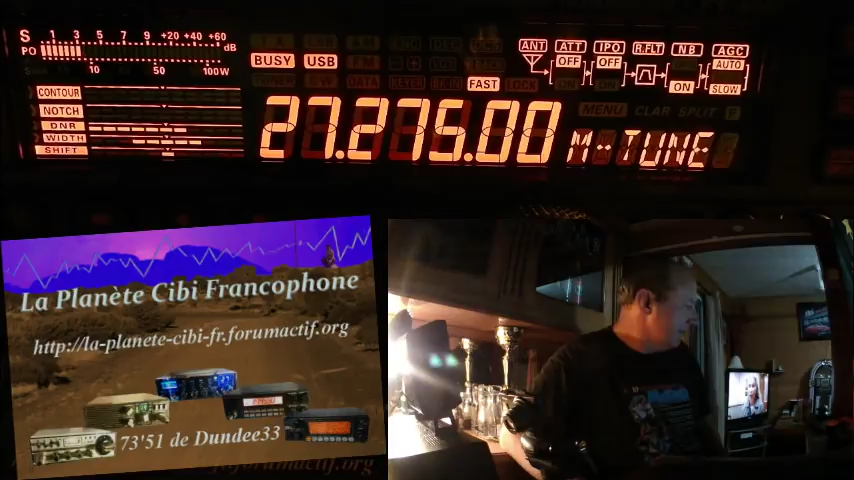 S 1 3 5 7 9 +20 +40 +60 dB
PO
10 50 100W
BUSY USB
FAST
ANT ATT IPO R.FLT NB AGC
OFF OFF AUTO
ON SLOW
CONTOUR
NOTCH
DNR
WIDTH
SHIFT
MENU CLAR SPLIT
27.275.00 M-TUNE
La Planète Cibi Francophone
http://la-planete-cibi-fr.forumactif.org
73'51 de Dundee33